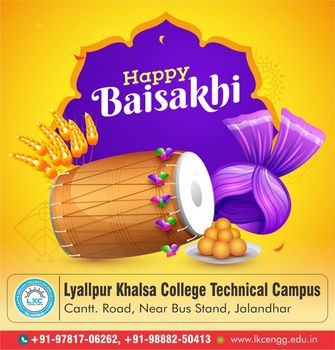 Happy
Baisakhi
LKC
Lyallpur Khalsa College Technical Campus
Cantt. Road, Near Bus Stand, Jalandhar
+91-97817-06262, +91-98882-50413
www.lkcengg.edu.in